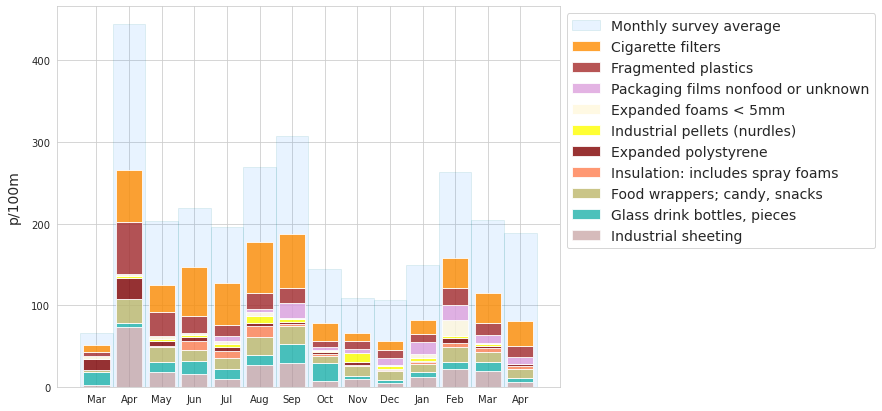 p/100m
400
300
200
100
0
Mar Apr May Jun Jul Aug Sep Oct Nov Dec Jan Feb Mar Apr
Monthly survey average
Cigarette filters
Fragmented plastics
Packaging films nonfood or unknown
Expanded foams < 5mm
Industrial pellets (nurdles)
Expanded polystyrene
Insulation: includes spray foams
Food wrappers; candy, snacks
Glass drink bottles, pieces
Industrial sheeting